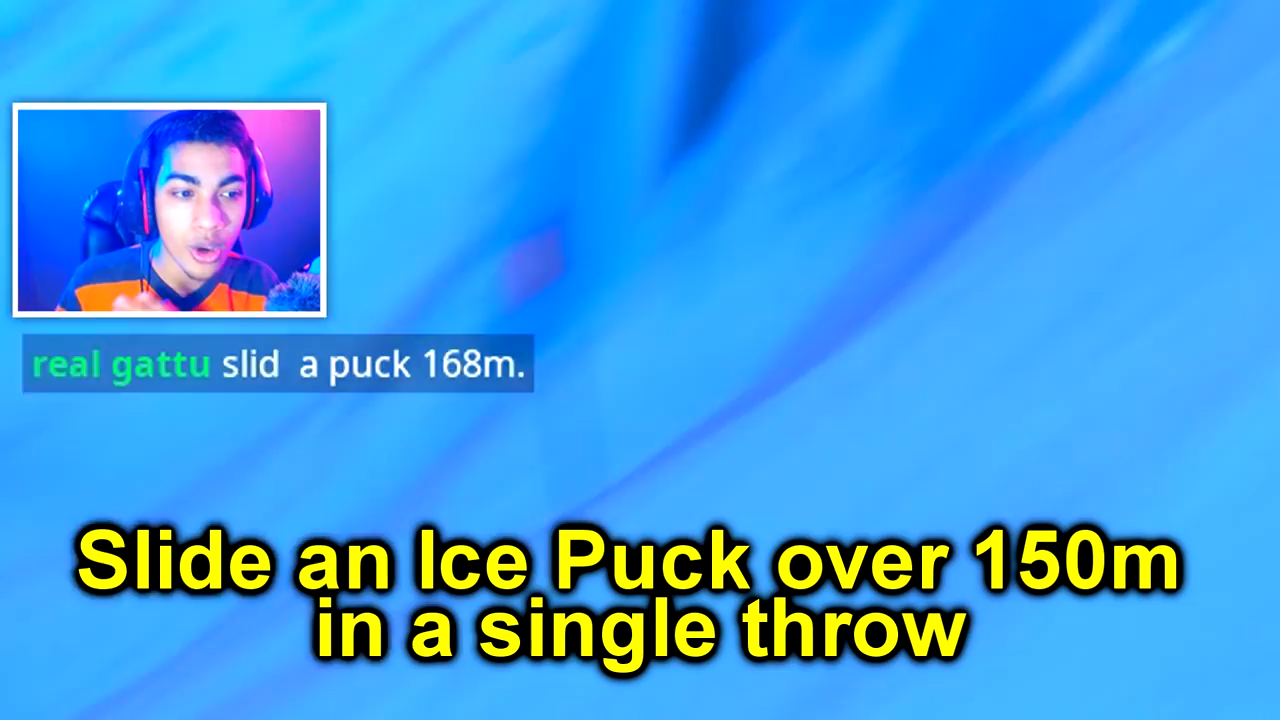 real gattu slid  a puck 168m.
Slide an Ice Puck over 150m
in a single throw